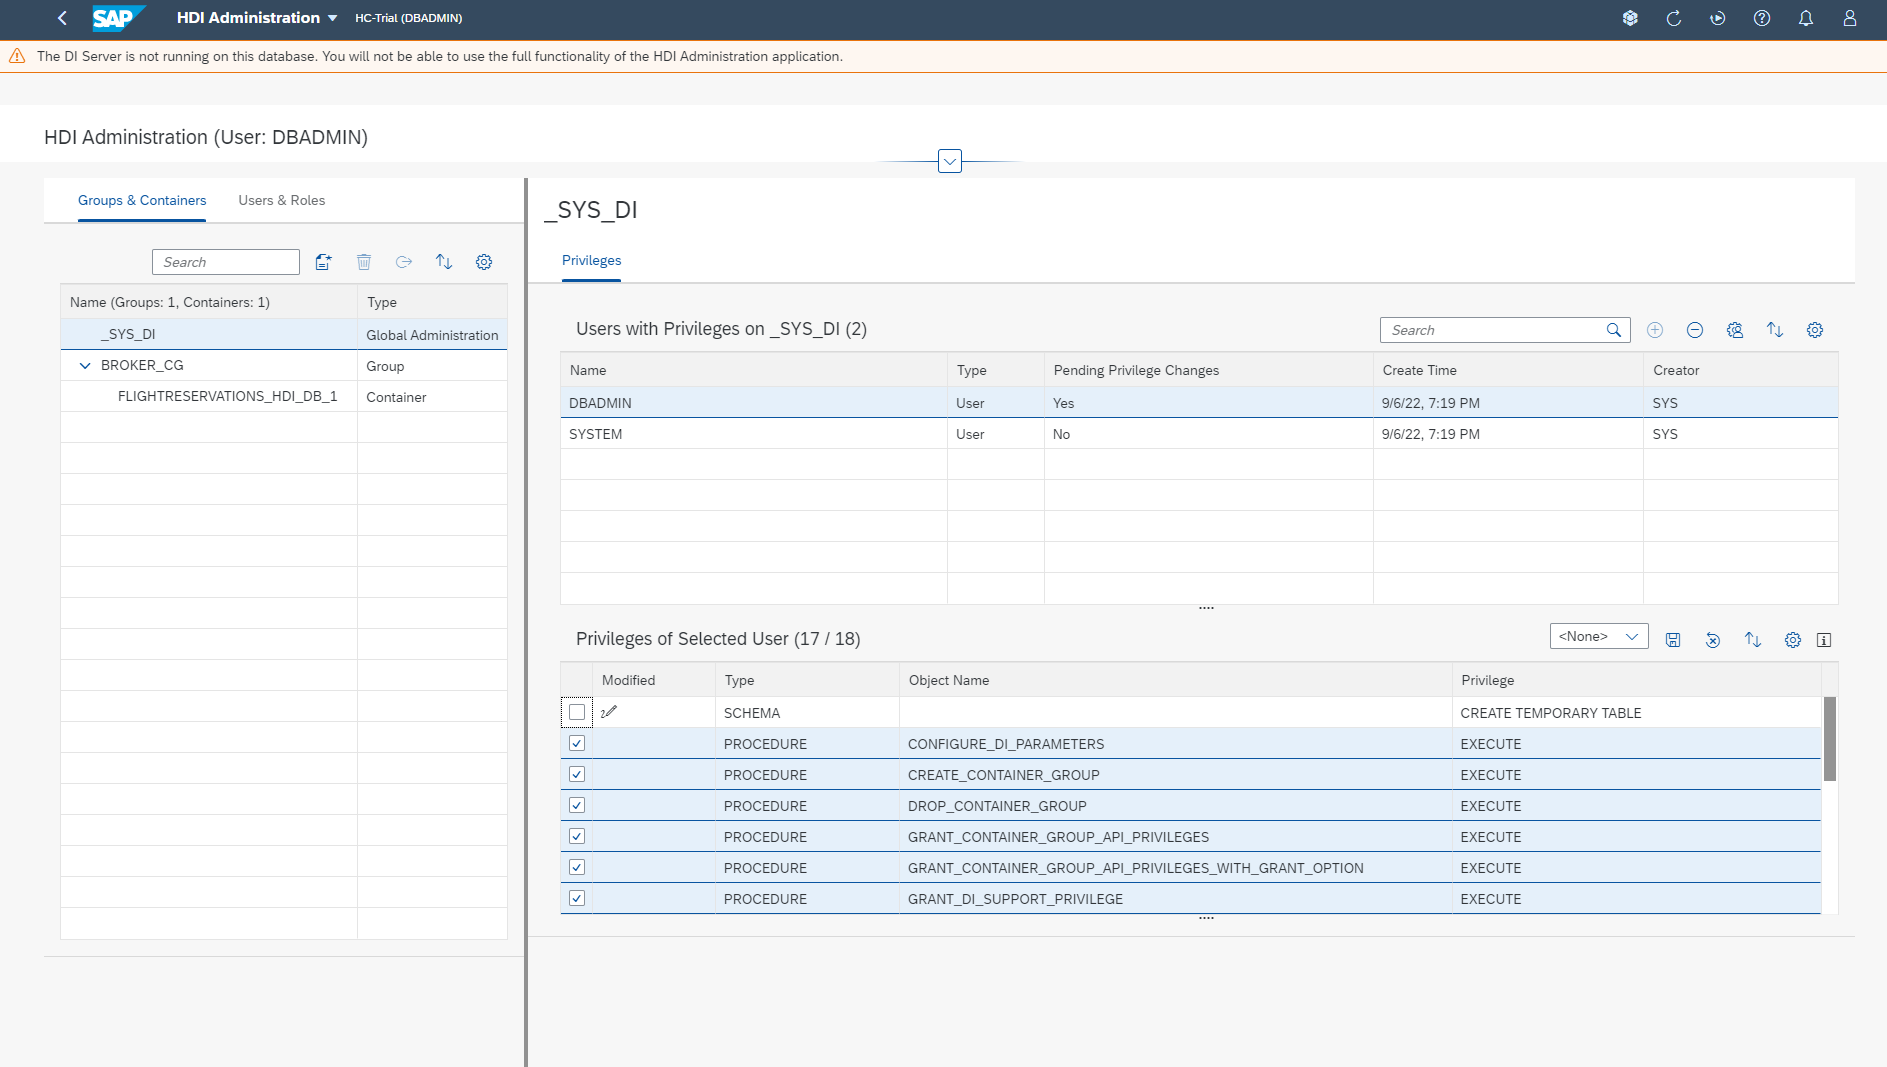 SAP HDI Administration HC-Trial (DBADMIN)
The DI Server is not running on this database. You will not be able to use the full functionality of the HDI Administration application.
HDI Administration (User: DBADMIN)
Groups & Containers Users & Roles
Search
Name (Groups: 1, Containers: 1) Type
_SYS_DI Global Administration
BROKER_CG Group
FLIGHTRESERVATIONS_HDI_DB_1 Container
_SYS_DI
Privileges
Users with Privileges on _SYS_DI (2) Search
Name Type Pending Privilege Changes Create Time Creator
DBADMIN User Yes 9/6/22, 7:19 PM SYS
SYSTEM User No 9/6/22, 7:19 PM SYS
Privileges of Selected User (17 / 18) <None>
Modified Type Object Name Privilege
SCHEMA CREATE TEMPORARY TABLE
PROCEDURE CONFIGURE_DI_PARAMETERS EXECUTE
PROCEDURE CREATE_CONTAINER_GROUP EXECUTE
PROCEDURE DROP_CONTAINER_GROUP EXECUTE
PROCEDURE GRANT_CONTAINER_GROUP_API_PRIVILEGES EXECUTE
PROCEDURE GRANT_CONTAINER_GROUP_API_PRIVILEGES_WITH_GRANT_OPTION EXECUTE
PROCEDURE GRANT_DI_SUPPORT_PRIVILEGE EXECUTE